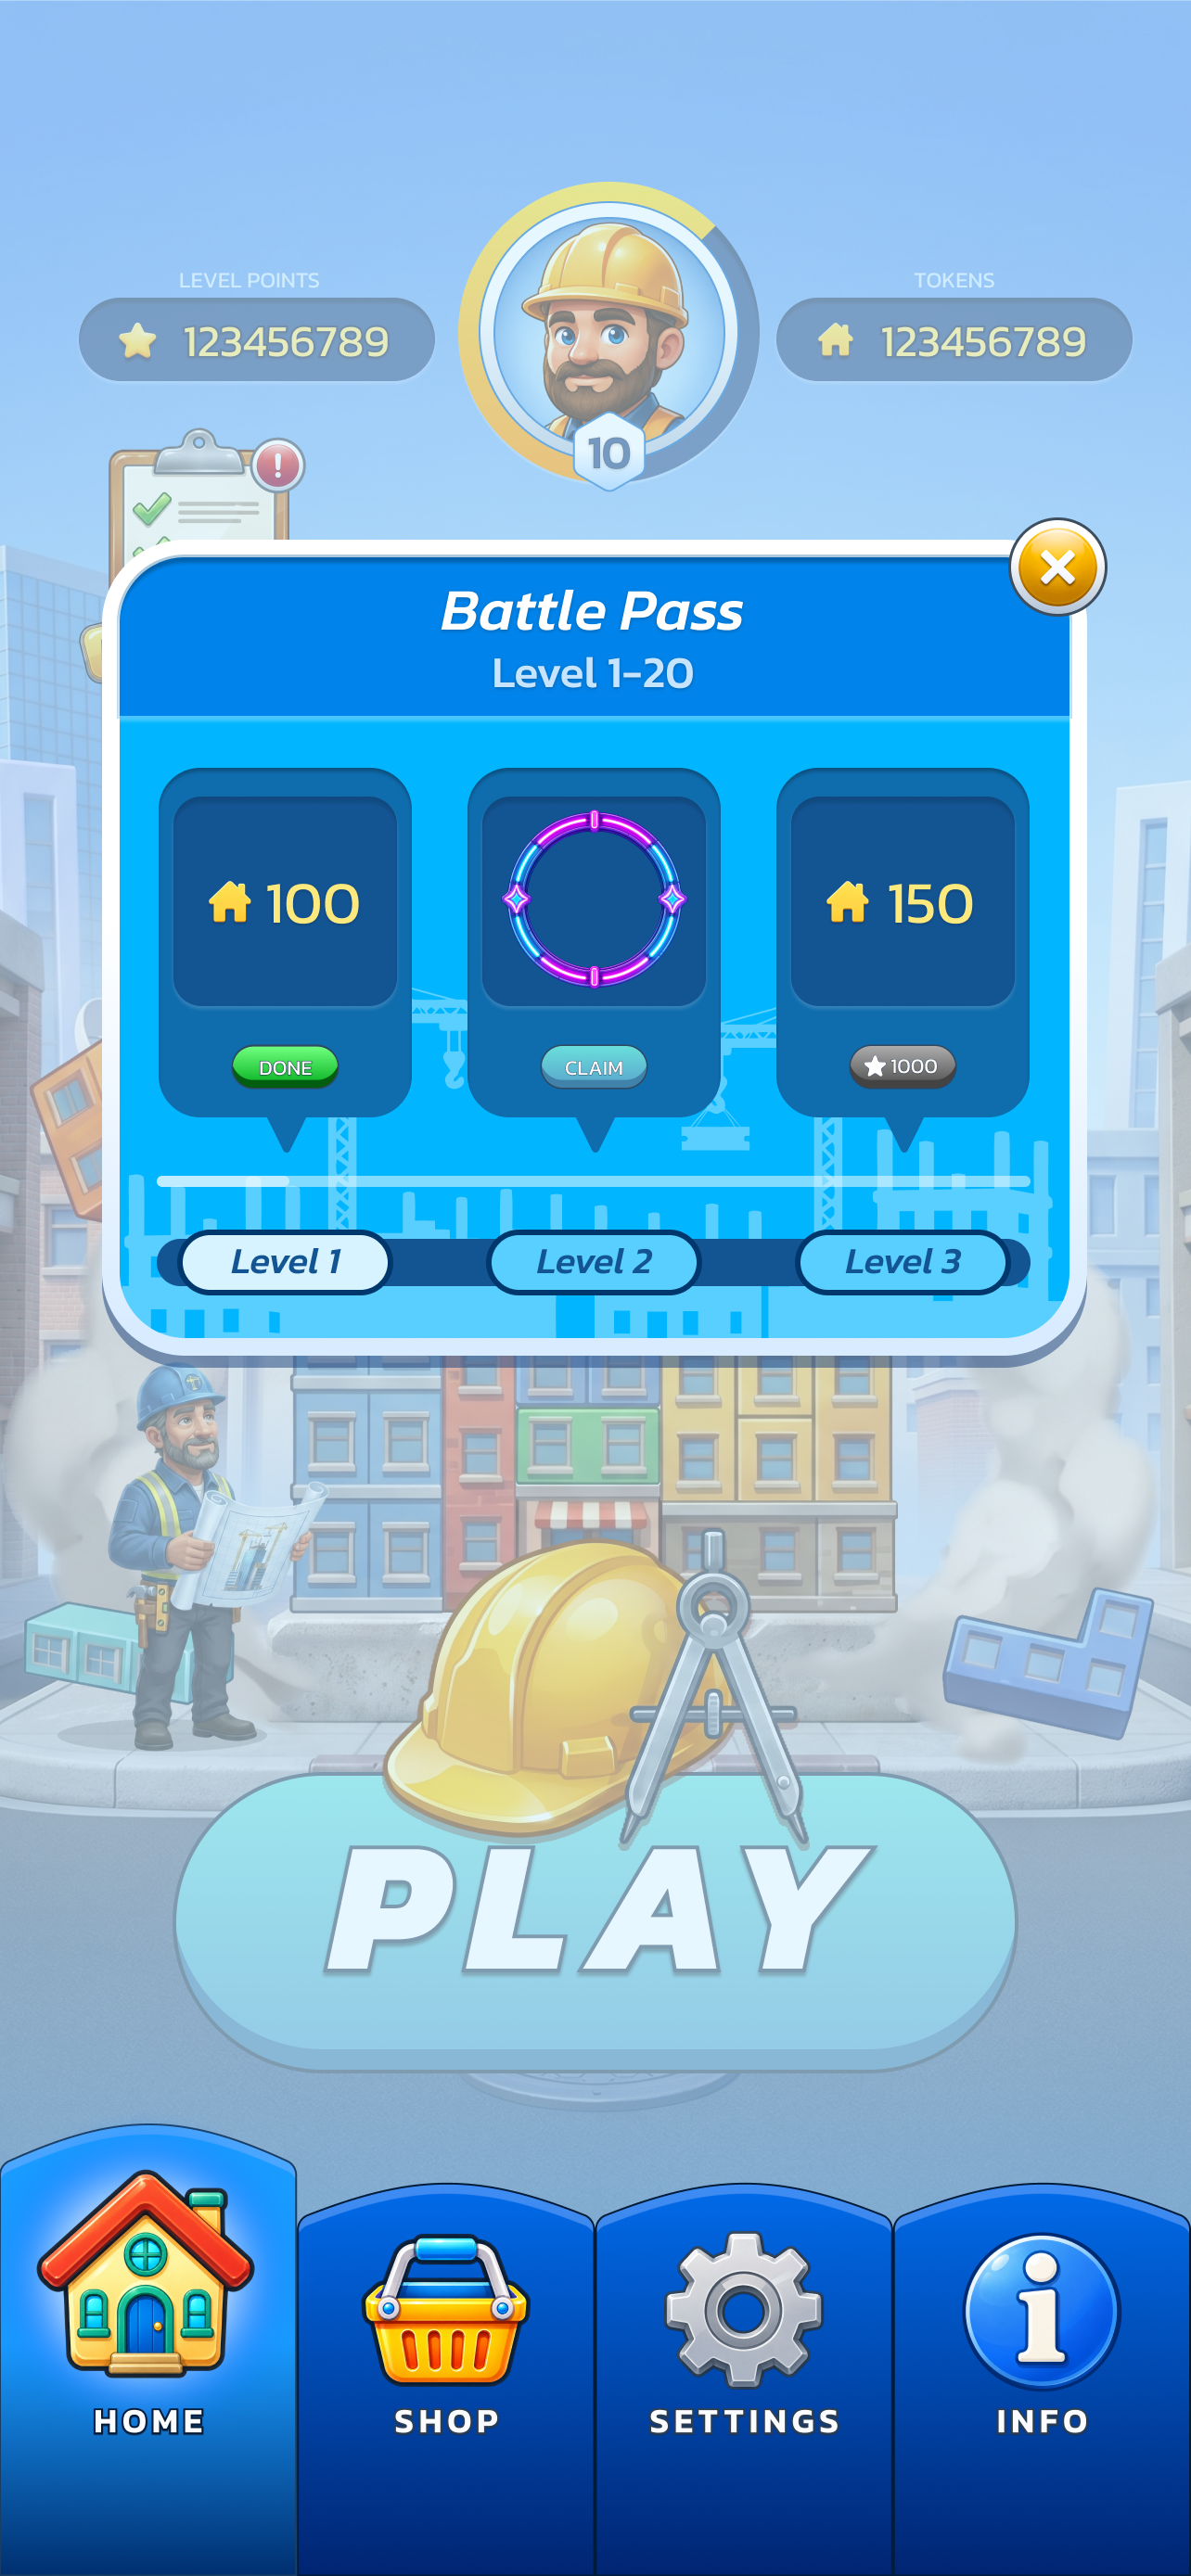 LEVEL POINTS
123456789
TOKENS
123456789
10
!
Battle Pass
Level 1-20
100
150
DONE
CLAIM
1000
Level 1
Level 2
Level 3
PLAY
HOME
SHOP
SETTINGS
INFO